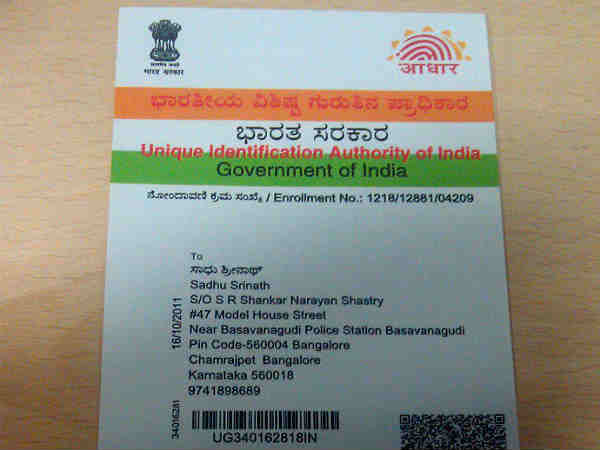 भारत सरकार
आधार
ಭಾರತೀಯ ವಿಶಿಷ್ಟ ಗುರುತಿನ ಪ್ರಾಧಿಕಾರ
ಭಾರತ ಸರಕಾರ
Unique Identification Authority of India
Government of India
ನೋಂದಾವಣೆ ಕ್ರಮ ಸಂಖ್ಯೆ / Enrollment No.: 1218/12881/04209
To
ಸಾಧು ಶ್ರೀನಾಥ್
Sadhu Srinath
S/O S R Shankar Narayan Shastry
#47 Model House Street
Near Basavanagudi Police Station Basavanagudi
Pin Code-560004 Bangalore
Chamrajpet Bangalore
Karnataka 560018
9741898689
16/10/2011
34016281
UG340162818IN